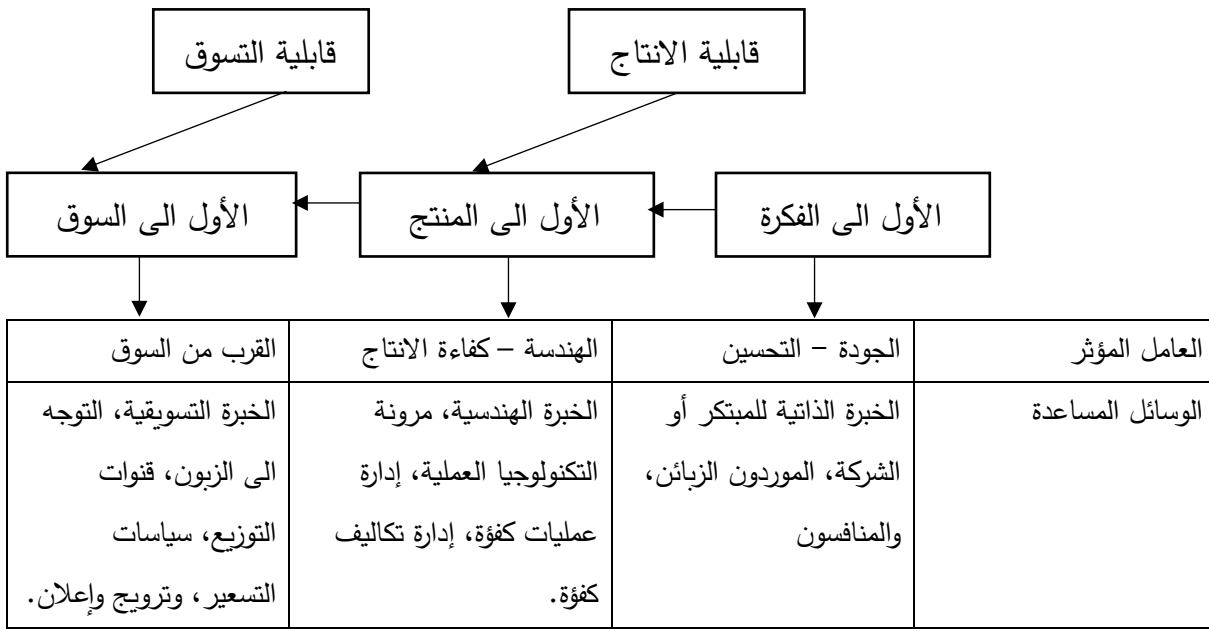 قابلية الانتاج
قابلية التسوق
الأول الى الفكرة
الأول الى المنتج
الأول الى السوق
العامل المؤثر
الجودة – التحسين
الهندسة – كفاءة الانتاج
القرب من السوق
الوسائل المساعدة
الخبرة الذاتية للمبتكر أو
الشركة، الموردون الزبائن،
والمنافسون
الخبرة الهندسية، مرونة
التكنولوجيا العملية، إدارة
عمليات كفؤة، إدارة تكاليف
كفؤة.
الخبرة التسويقية، التوجه
الى الزبون، قنوات
التوزيع، سياسات
التسعير، وترويج وإعلان.